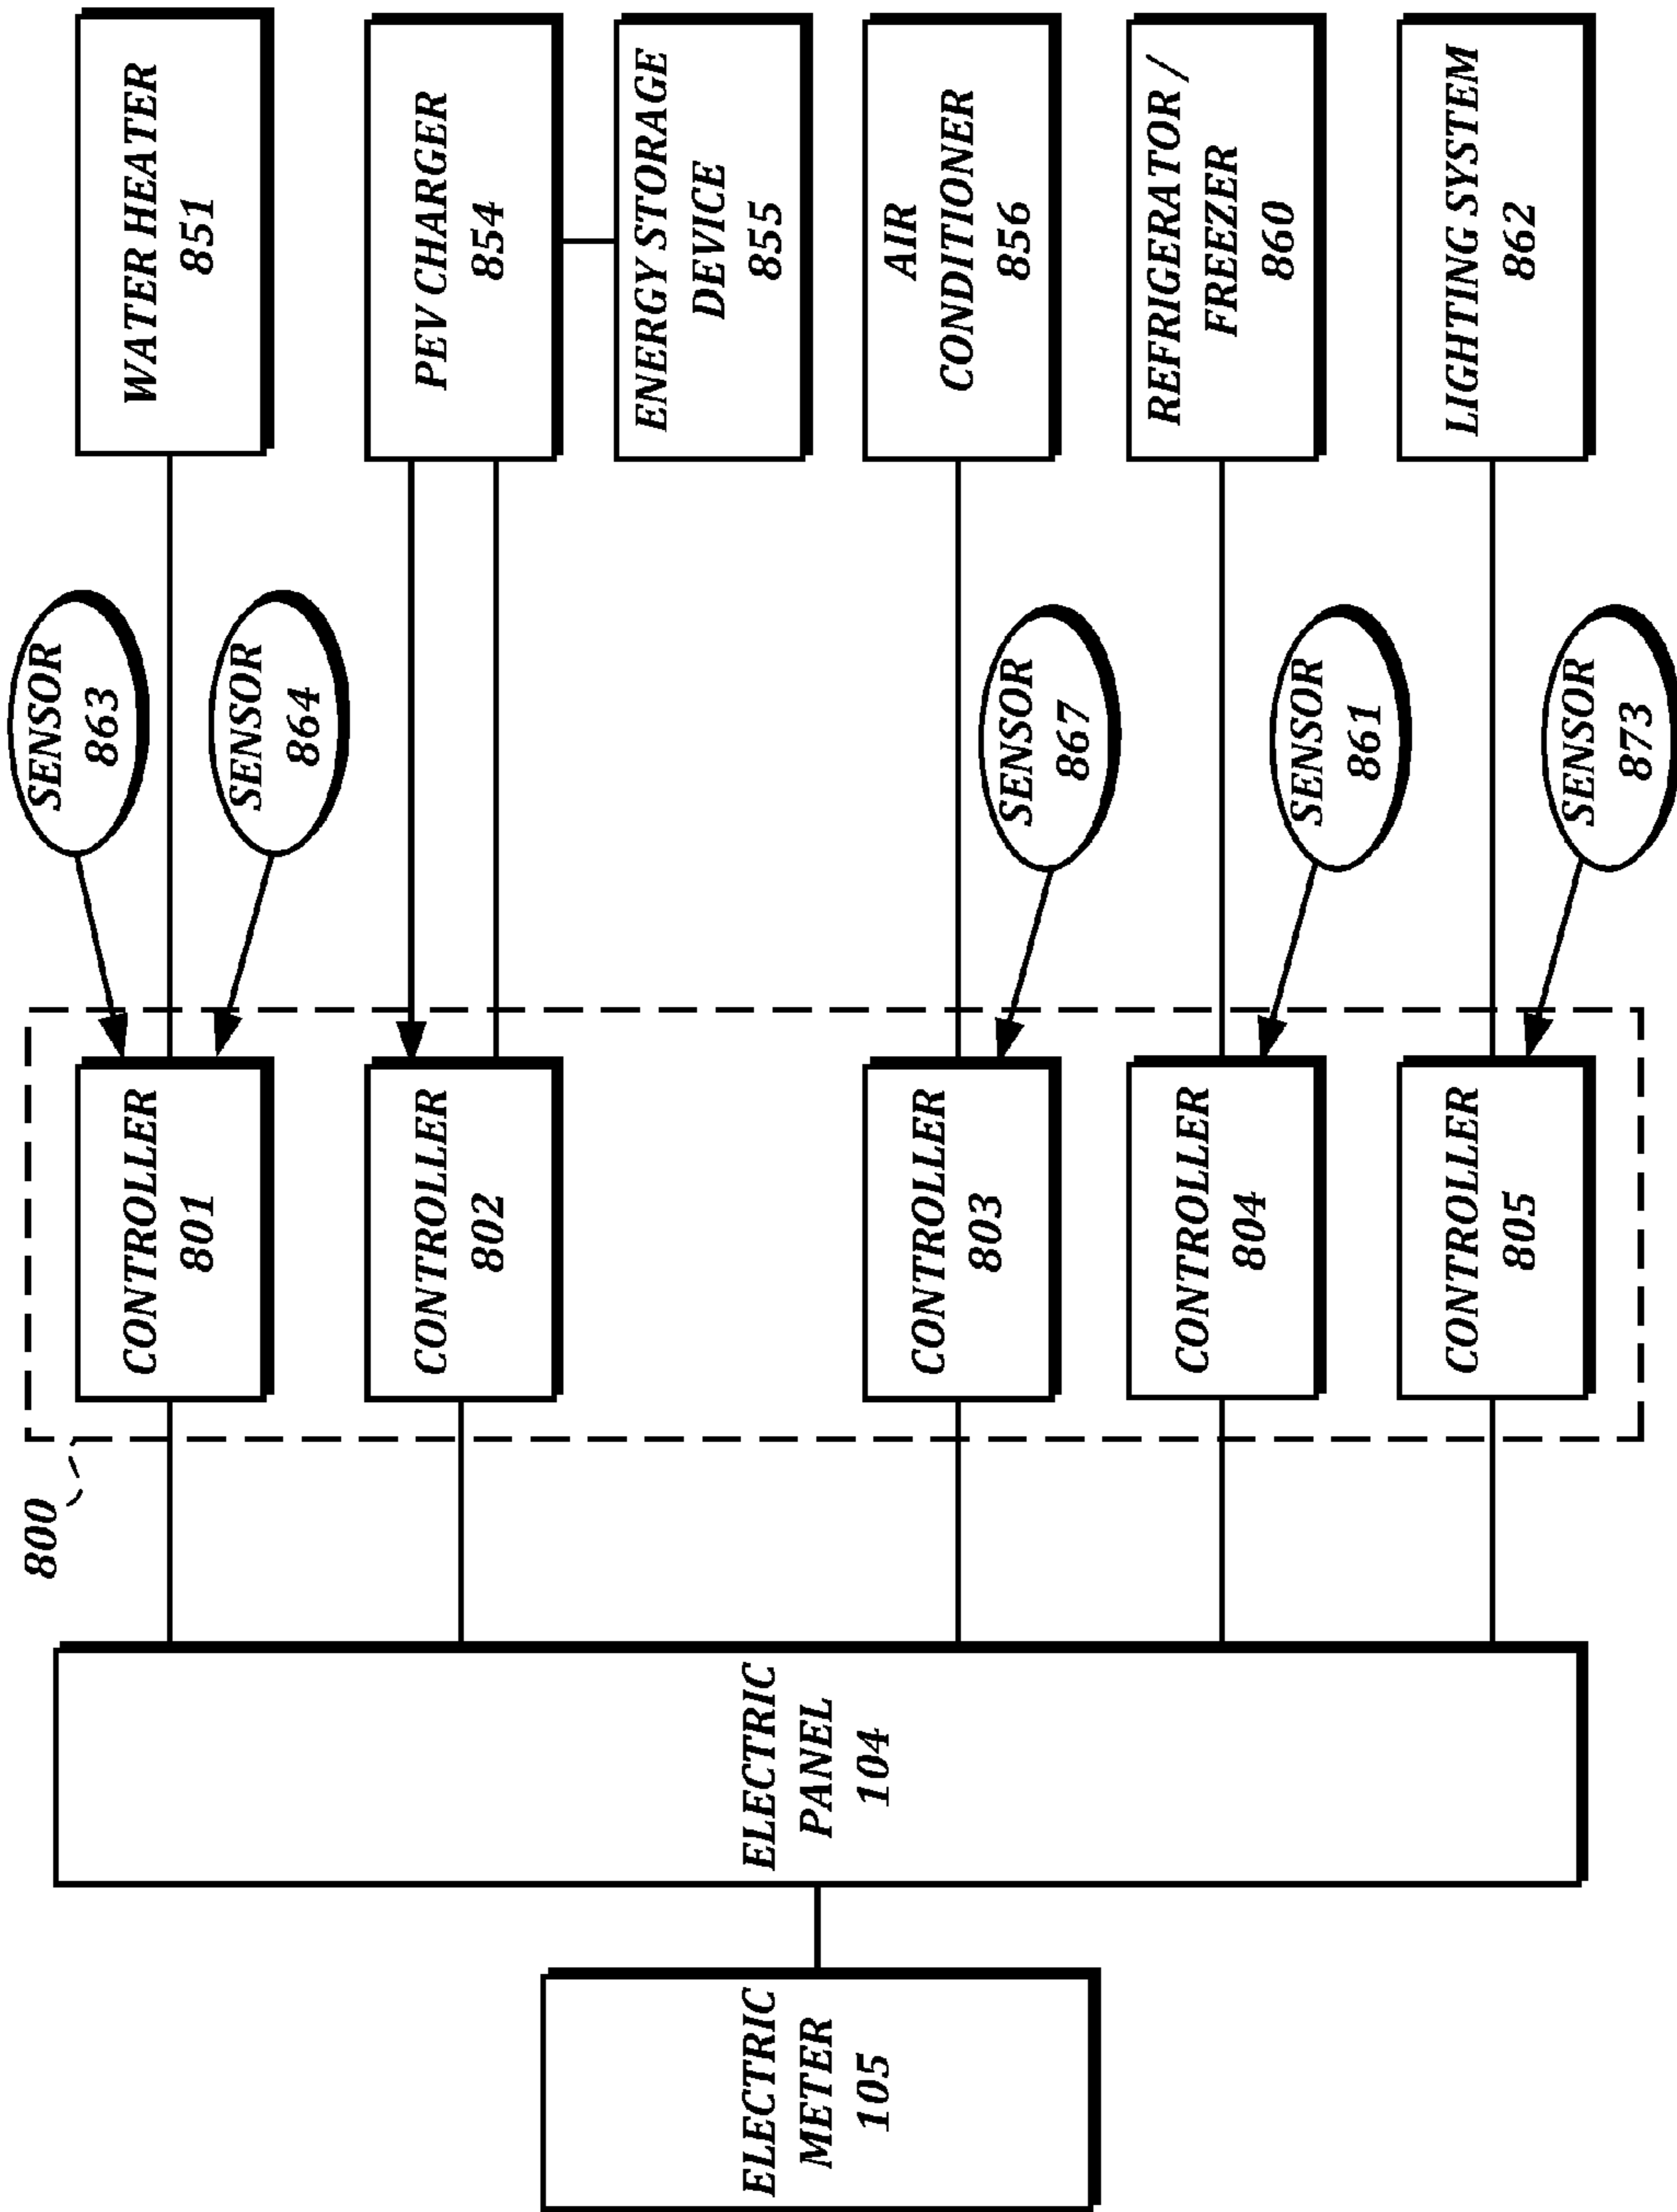 WATER HEATER
851
PEV CHARGER
854
ENERGY STORAGE
DEVICE
855
AIR
CONDITIONER
856
REFRIGERATOR /
FREEZER
860
LIGHTING SYSTEM
862
SENSOR
863
SENSOR
864
SENSOR
867
SENSOR
861
SENSOR
873
CONTROLLER
801
CONTROLLER
802
CONTROLLER
803
CONTROLLER
804
CONTROLLER
805
800
ELECTRIC
PANEL
104
ELECTRIC
METER
105